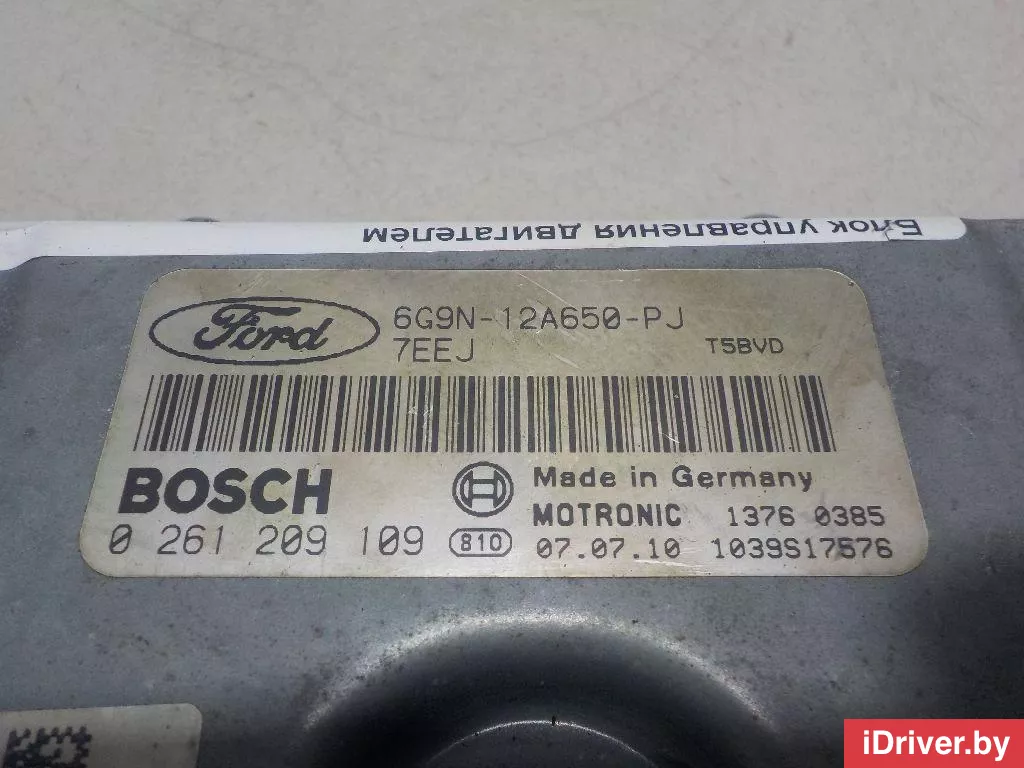 Блок управления двигателем
Ford
6G9N-12A650-PJ
7EEJ
T5BVD
BOSCH
Made in Germany
MOTRONIC 1376 0385
0 261 209 109
810
07.07.10 1039S17576
iDriver.by